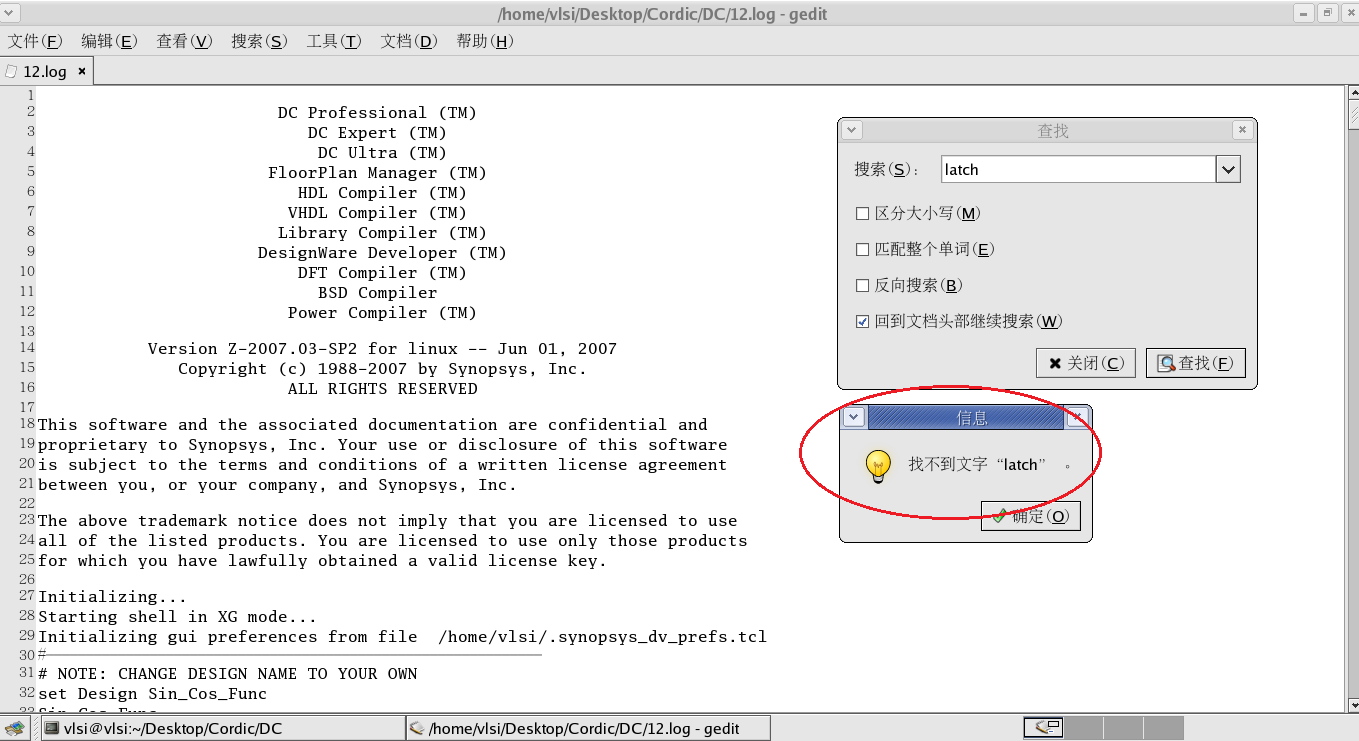 /home/vlsi/Desktop/Cordic/DC/12.log - gedit
文件(F) 编辑(E) 查看(V) 搜索(S) 工具(T) 文档(D) 帮助(H)
12.log
1
2 DC Professional (TM)
3 DC Expert (TM)
4 DC Ultra (TM)
5 FloorPlan Manager (TM)
6 HDL Compiler (TM)
7 VHDL Compiler (TM)
8 Library Compiler (TM)
9 DesignWare Developer (TM)
10 DFT Compiler (TM)
11 BSD Compiler
12 Power Compiler (TM)
13
14 Version Z-2007.03-SP2 for linux -- Jun 01, 2007
15 Copyright (c) 1988-2007 by Synopsys, Inc.
16 ALL RIGHTS RESERVED
17
18 This software and the associated documentation are confidential and
19 proprietary to Synopsys, Inc. Your use or disclosure of this software
20 is subject to the terms and conditions of a written license agreement
21 between you, or your company, and Synopsys, Inc.
22
23 The above trademark notice does not imply that you are licensed to use
24 all of the listed products. You are licensed to use only those products
25 for which you have lawfully obtained a valid license key.
26
27 Initializing...
28 Starting shell in XG mode...
29 Initializing gui preferences from file /home/vlsi/.synopsys_dv_prefs.tcl
30 #
31 # NOTE: CHANGE DESIGN NAME TO YOUR OWN
32 set Design Sin_Cos_Func
33 Sin_Cos_Func
查找
搜索(S)： latch
区分大小写(M)
匹配整个单词(E)
反向搜索(B)
回到文档头部继续搜索(W)
关闭(C) 查找(F)
信息
找不到文字“latch” 。
确定(O)
vlsi@vlsi:~/Desktop/Cordic/DC /home/vlsi/Desktop/Cordic/DC/12.log - gedit